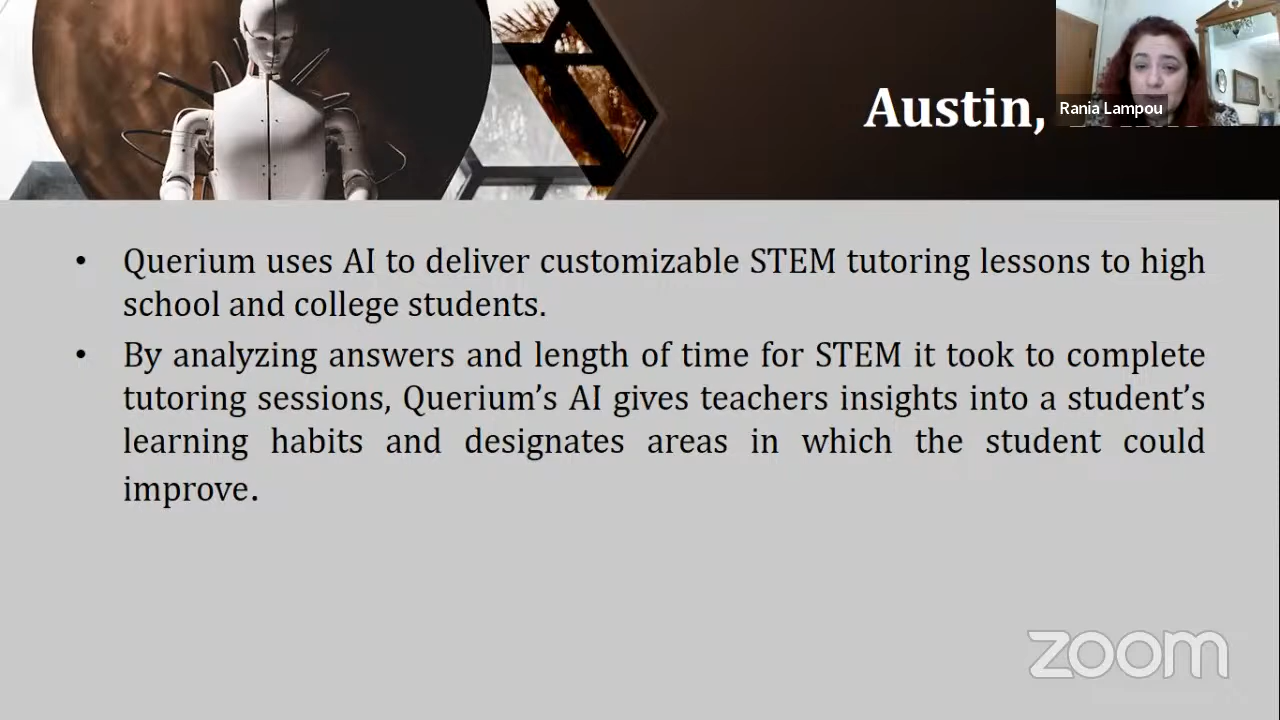 Austin,
Rania Lampou
• Querium uses AI to deliver customizable STEM tutoring lessons to high
school and college students.
• By analyzing answers and length of time for STEM it took to complete
tutoring sessions, Querium’s AI gives teachers insights into a student’s
learning habits and designates areas in which the student could
improve.
zoom